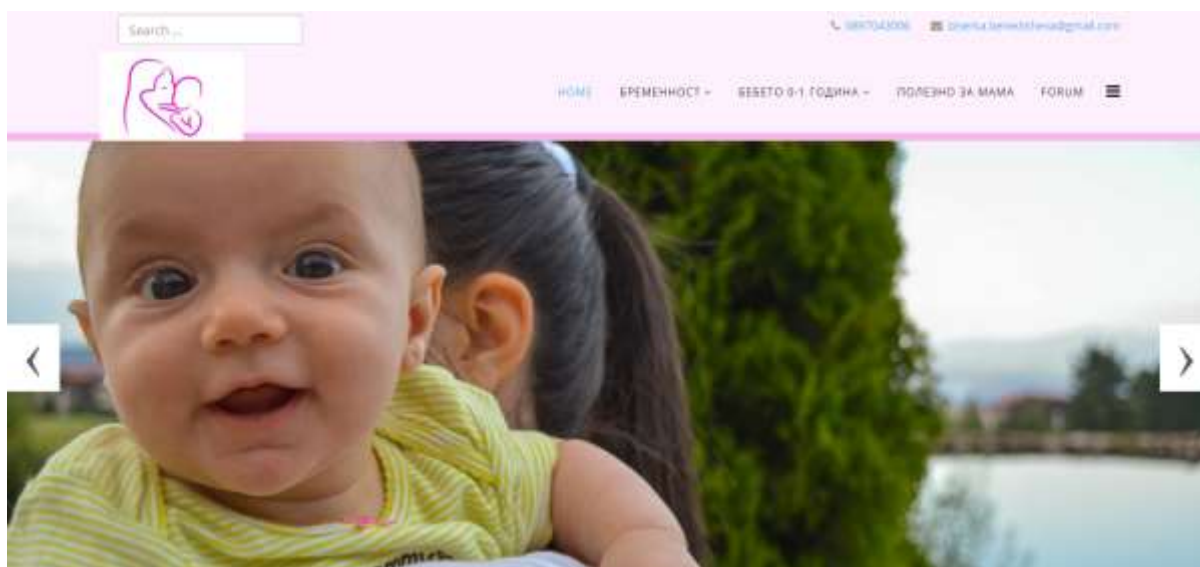 Search ...
HOME БРЕМЕННОСТ БЕБЕТО 0-1 ГОДИНА ПОЛЕЗНО ЗА МАМА FORUM